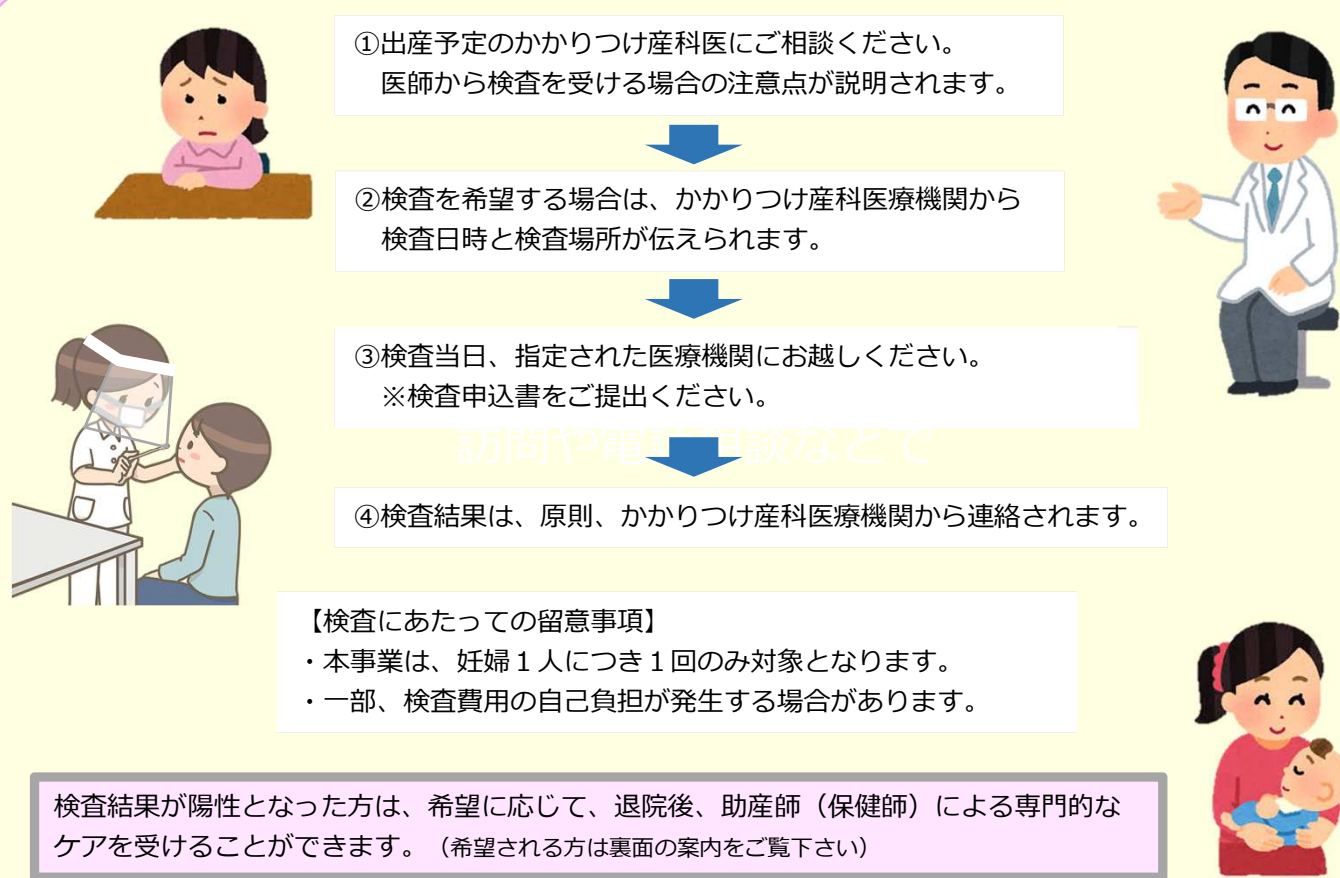 ①出産予定のかかりつけ産科医にご相談ください。
医師から検査を受ける場合の注意点が説明されます。
②検査を希望する場合は、かかりつけ産科医療機関から
検査日時と検査場所が伝えられます。
③検査当日、指定された医療機関にお越しください。
※検査申込書をご提出ください。
訪問や電 談などで
④検査結果は、原則、かかりつけ産科医療機関から連絡されます。
【検査にあたっての留意事項】
・本事業は、妊婦１人につき１回のみ対象となります。
・一部、検査費用の自己負担が発生する場合があります。
検査結果が陽性となった方は、希望に応じて、退院後、助産師（保健師）による専門的な
ケアを受けることができます。（希望される方は裏面の案内をご覧下さい）